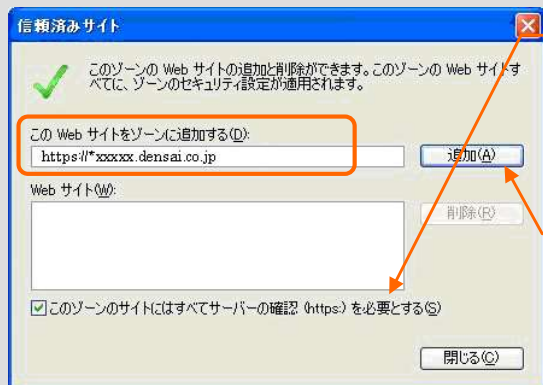 信頼済みサイト
このゾーンの Web サイトの追加と削除ができます。このゾーンの Web サイトす
べてに、ゾーンのセキュリティ設定が適用されます。
この Web サイトをゾーンに追加する(D):
https://*xxxxx.densai.co.jp
追加(A)
Web サイト(W):
削除(R)
このゾーンのサイトにはすべてサーバーの確認 (https:) を必要とする(S)
閉じる(C)